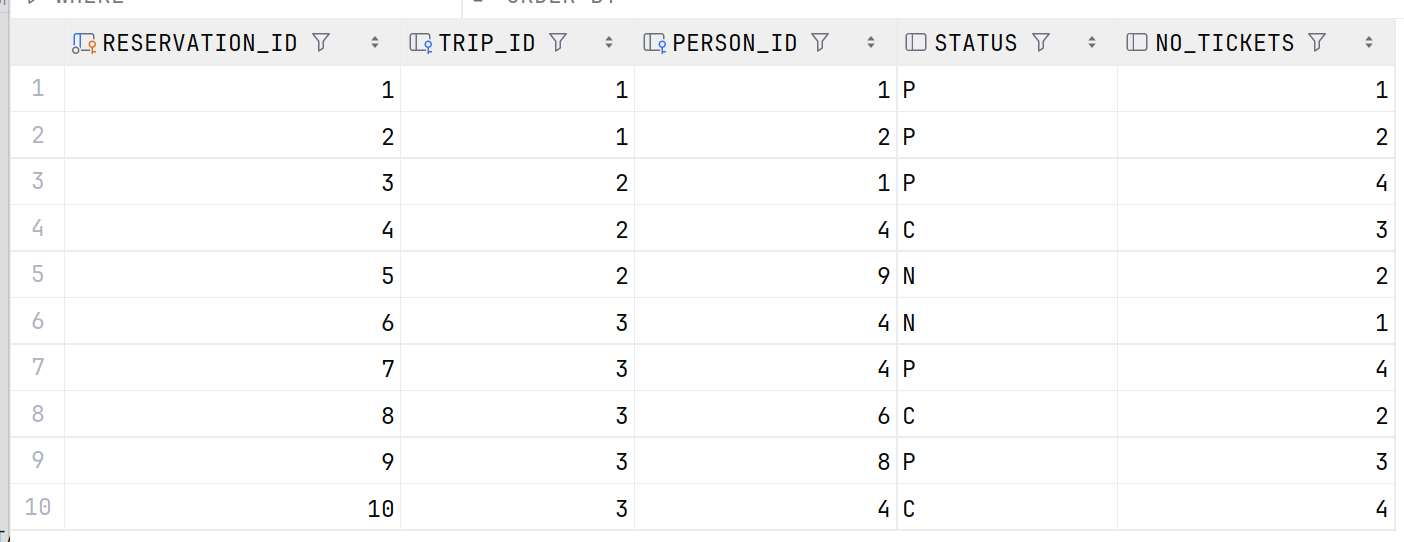 WHERE ORDER BY
RESERVATION_ID TRIP_ID PERSON_ID STATUS NO_TICKETS
1 1 1 1 P 1
2 2 1 2 P 2
3 3 2 1 P 4
4 4 2 4 C 3
5 5 2 9 N 2
6 6 3 4 N 1
7 7 3 4 P 4
8 8 3 6 C 2
9 9 3 8 P 3
10 10 3 4 C 4